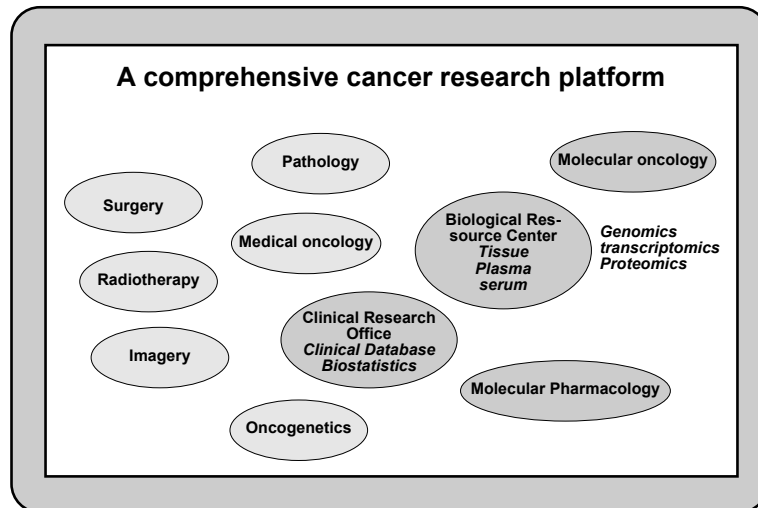 A comprehensive cancer research platform
Pathology
Molecular oncology
Surgery
Medical oncology
Biological Res-
source Center
Tissue
Plasma
serum
Genomics
transcriptomics
Proteomics
Radiotherapy
Clinical Research
Office
Clinical Database
Biostatistics
Imagery
Molecular Pharmacology
Oncogenetics